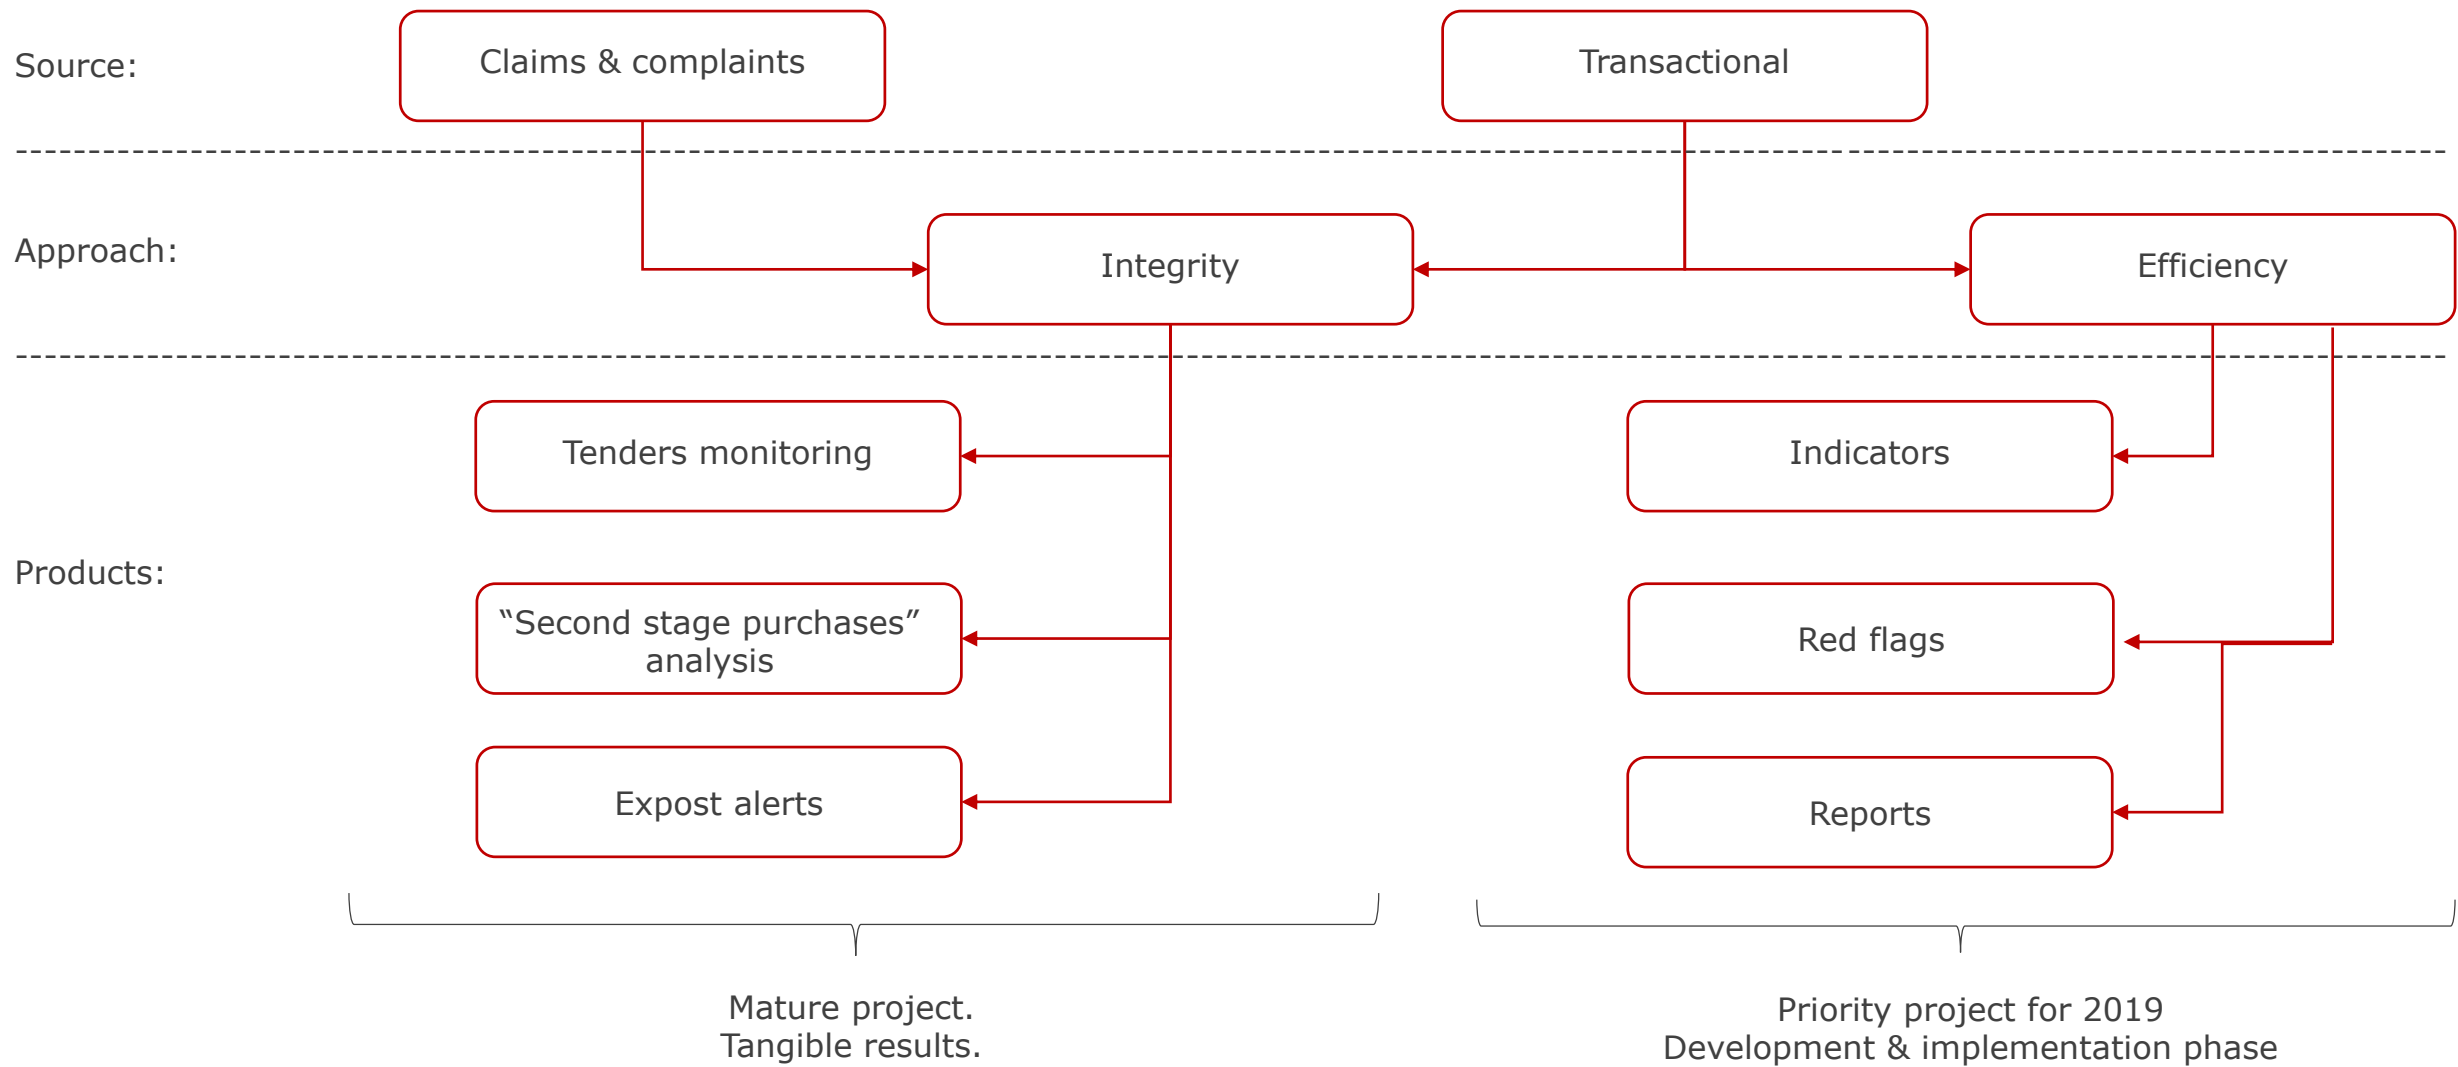 Source:
Claims & complaints
Transactional
Approach:
Integrity
Efficiency
Tenders monitoring
Indicators
Products:
“Second stage purchases”
analysis
Red flags
Expost alerts
Reports
Mature project.
Tangible results.
Priority project for 2019
Development & implementation phase